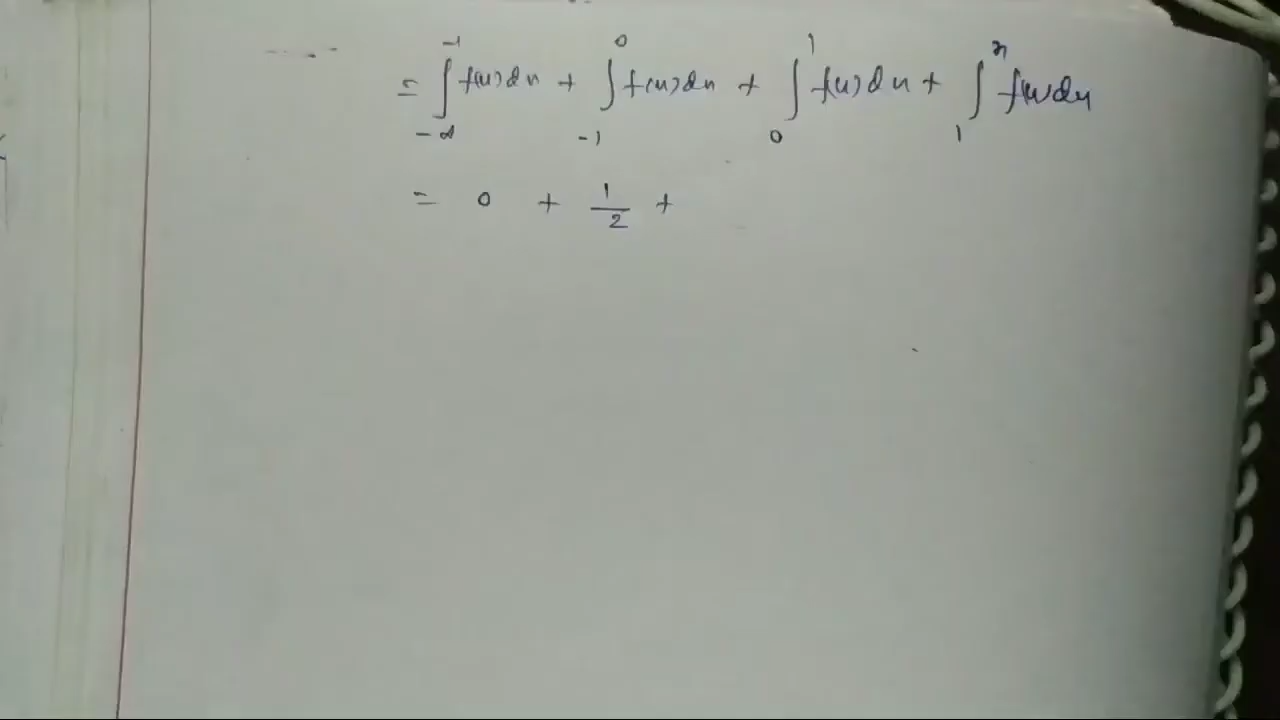 = ∫_{-∞}^{-1} f(x) dx + ∫_{-1}^{0} f(x) dx + ∫_{0}^{1} f(x) dx + ∫_{1}^{x} f(x) dx
= 0 + 1/2 +